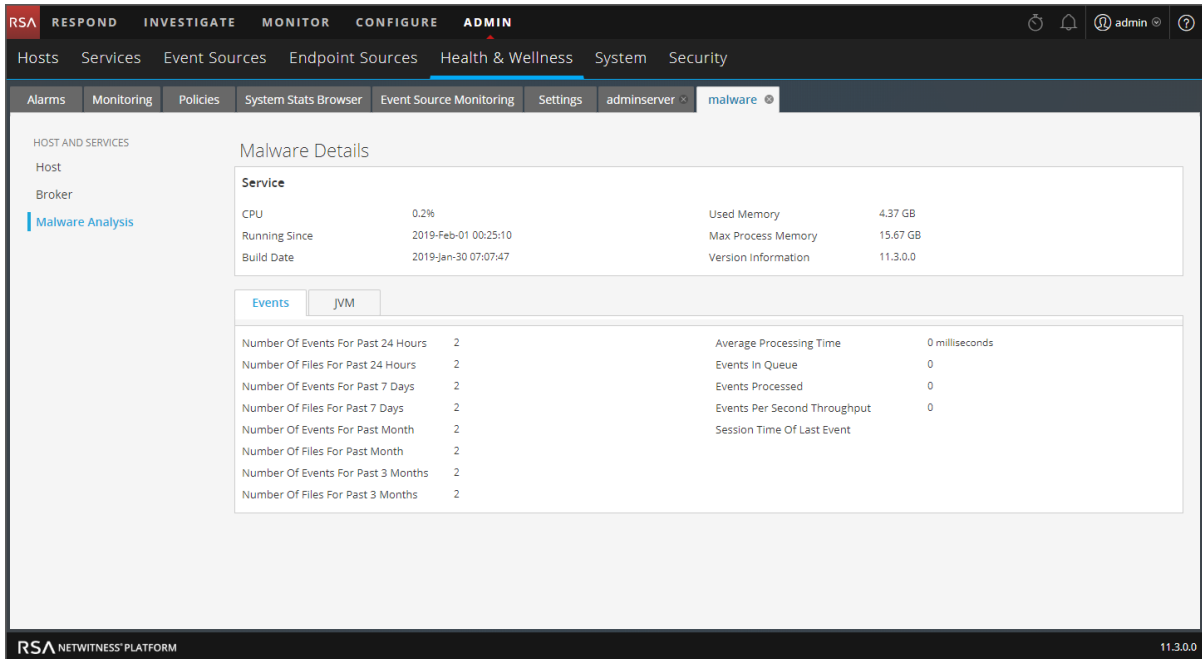 RSA RESPOND INVESTIGATE MONITOR CONFIGURE ADMIN admin ?
Hosts Services Event Sources Endpoint Sources Health & Wellness System Security
Alarms Monitoring Policies System Stats Browser Event Source Monitoring Settings adminserver malware
HOST AND SERVICES
Host
Broker
Malware Analysis
Malware Details
Service
CPU 0.2% Used Memory 4.37 GB
Running Since 2019-Feb-01 00:25:10 Max Process Memory 15.67 GB
Build Date 2019-Jan-30 07:07:47 Version Information 11.3.0.0
Events JVM
Number Of Events For Past 24 Hours 2 Average Processing Time 0 milliseconds
Number Of Files For Past 24 Hours 2 Events In Queue 0
Number Of Events For Past 7 Days 2 Events Processed 0
Number Of Files For Past 7 Days 2 Events Per Second Throughput 0
Number Of Events For Past Month 2 Session Time Of Last Event
Number Of Files For Past Month 2
Number Of Events For Past 3 Months 2
Number Of Files For Past 3 Months 2
RSA NETWITNESS® PLATFORM 11.3.0.0